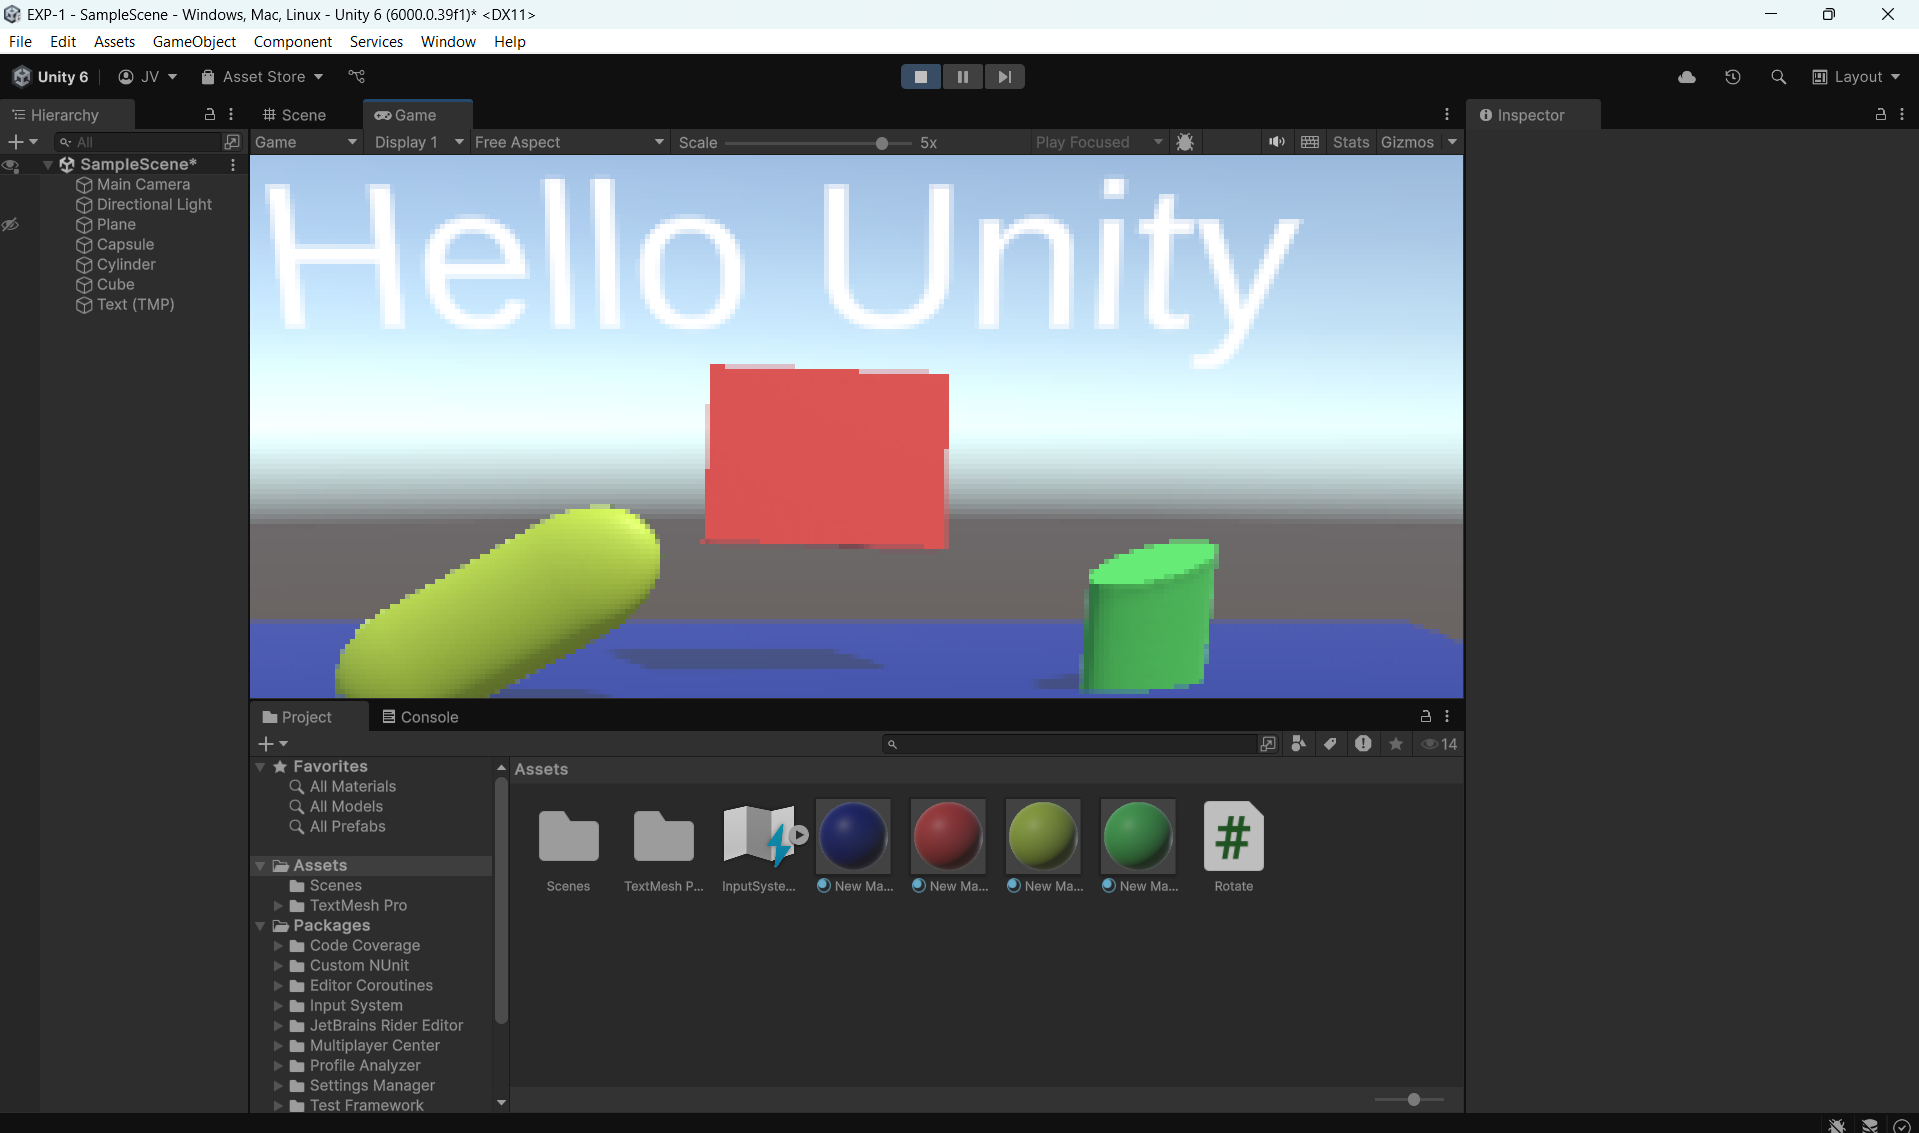 EXP-1 - SampleScene - Windows, Mac, Linux - Unity 6 (6000.0.39f1)* <DX11>
File Edit Assets GameObject Component Services Window Help
Unity 6 JV Asset Store Layout
Hierarchy Scene Game Inspector
All Game Display 1 Free Aspect Scale 5x Play Focused Stats Gizmos
SampleScene*
Main Camera
Directional Light
Plane
Capsule
Cylinder
Cube
Text (TMP)
Hello Unity
Project Console
14
Favorites
All Materials
All Models
All Prefabs
Assets
Scenes
TextMesh Pro
Packages
Code Coverage
Custom NUnit
Editor Coroutines
Input System
JetBrains Rider Editor
Multiplayer Center
Profile Analyzer
Settings Manager
Test Framework
Assets
#
Scenes TextMesh P... InputSyste... New Ma... New Ma... New Ma... New Ma... Rotate